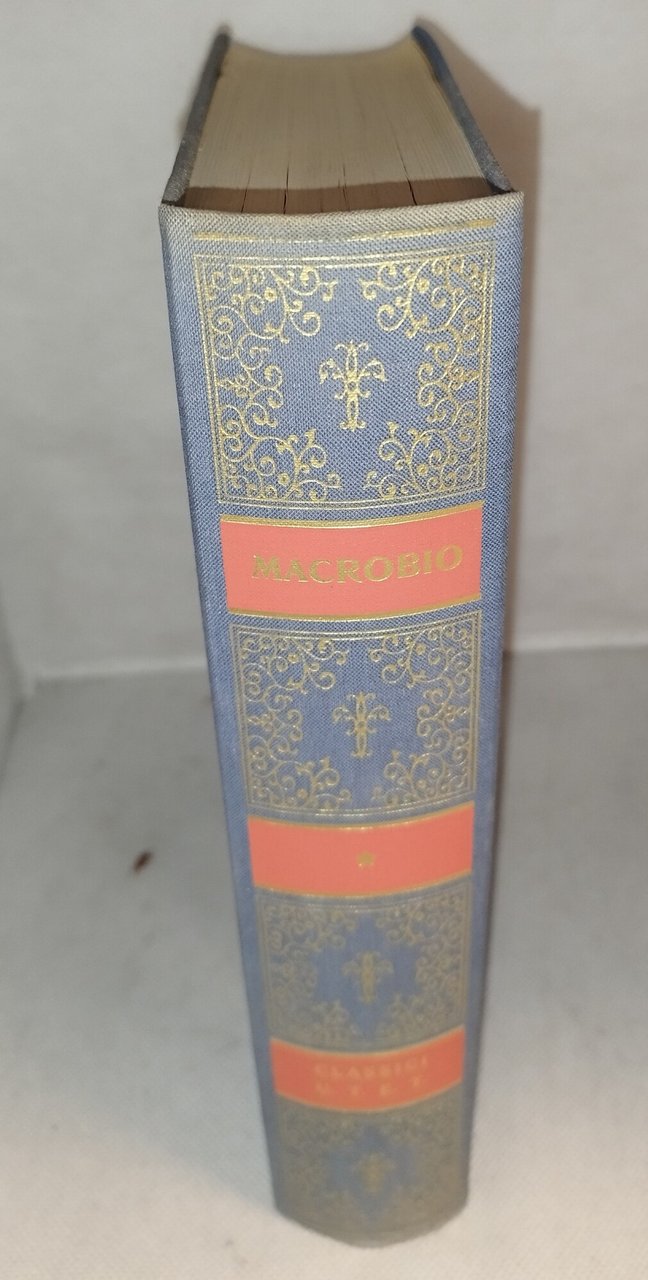 MACROBIO
*
CLASSICI
U. T. E. T.